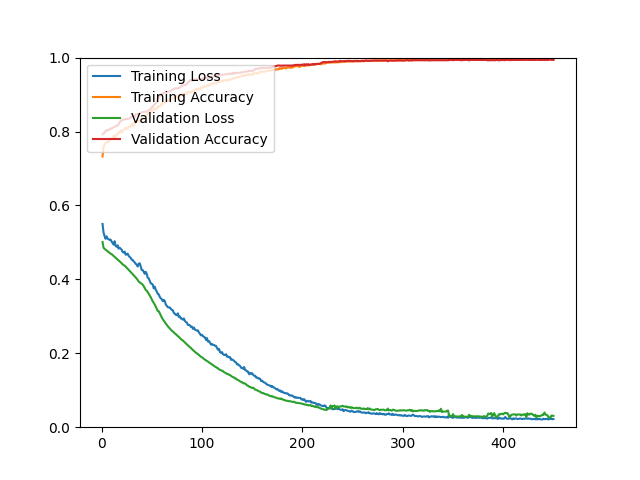 1.0
0.8
0.6
0.4
0.2
0.0
Training Loss
Training Accuracy
Validation Loss
Validation Accuracy
0 100 200 300 400